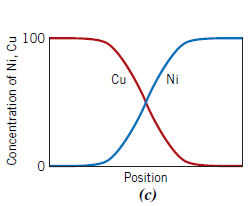 Concentration of Ni, Cu
100
Cu
Ni
0
Position
(c)